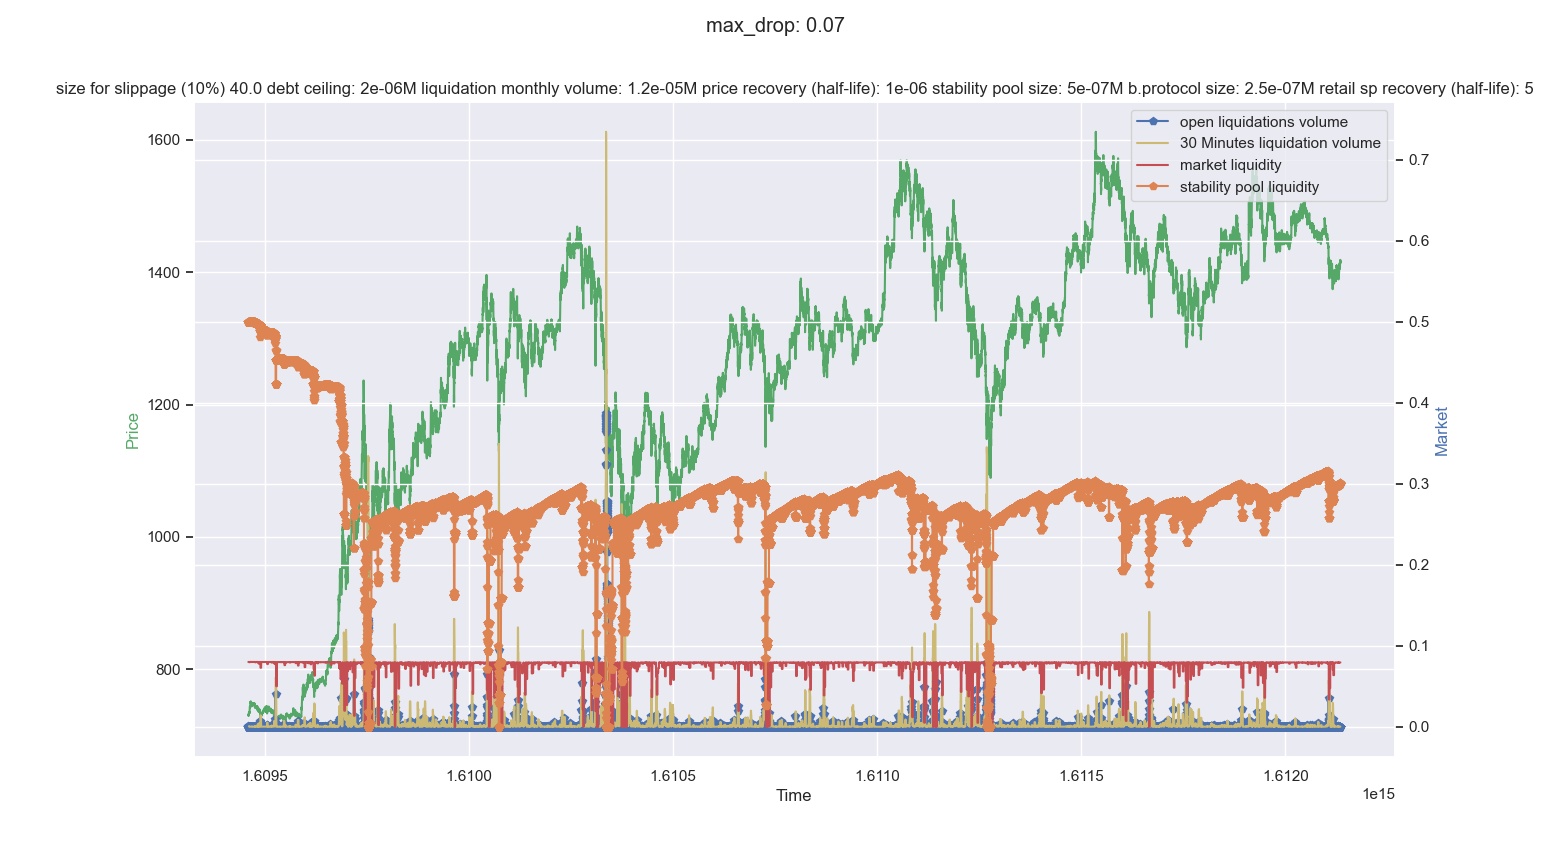 max_drop: 0.07
size for slippage (10%) 40.0 debt ceiling: 2e-06M liquidation monthly volume: 1.2e-05M price recovery (half-life): 1e-06 stability pool size: 5e-07M b.protocol size: 2.5e-07M retail sp recovery (half-life): 5
open liquidations volume
30 Minutes liquidation volume
market liquidity
stability pool liquidity
1600
1400
1200
1000
800
Price
0.7
0.6
0.5
0.4
0.3
0.2
0.1
0.0
Market
1.6095 1.6100 1.6105 1.6110 1.6115 1.6120
Time
1e15